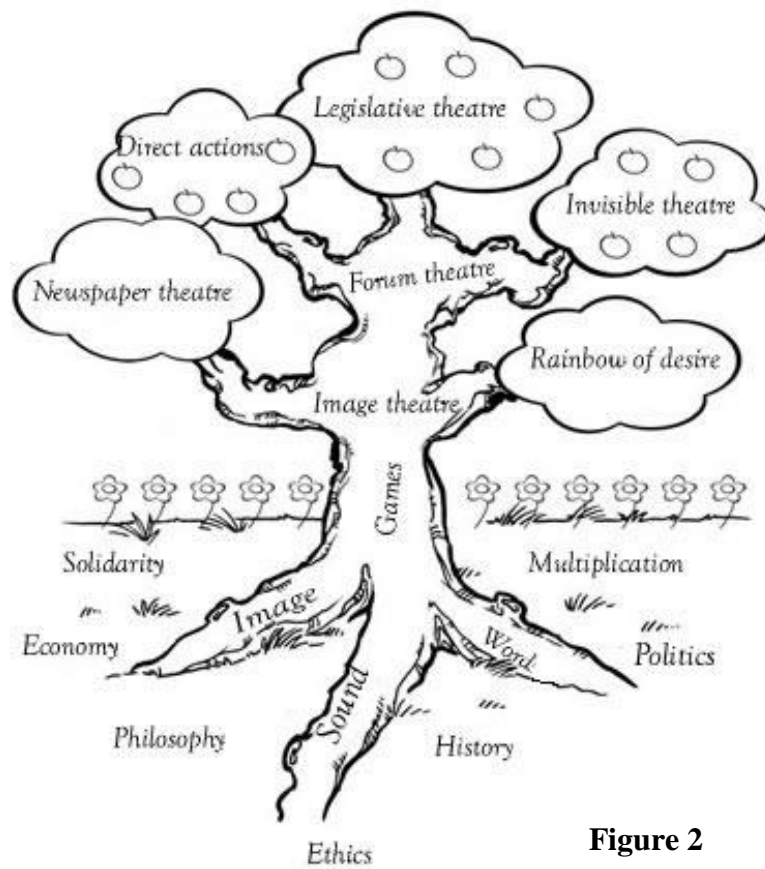 Legislative theatre
Direct actions
Invisible theatre
Forum theatre
Newspaper theatre
Rainbow of desire
Image theatre
Games
Solidarity
Multiplication
Image
Economy
Word
Politics
Sound
Philosophy
History
Ethics
Figure 2